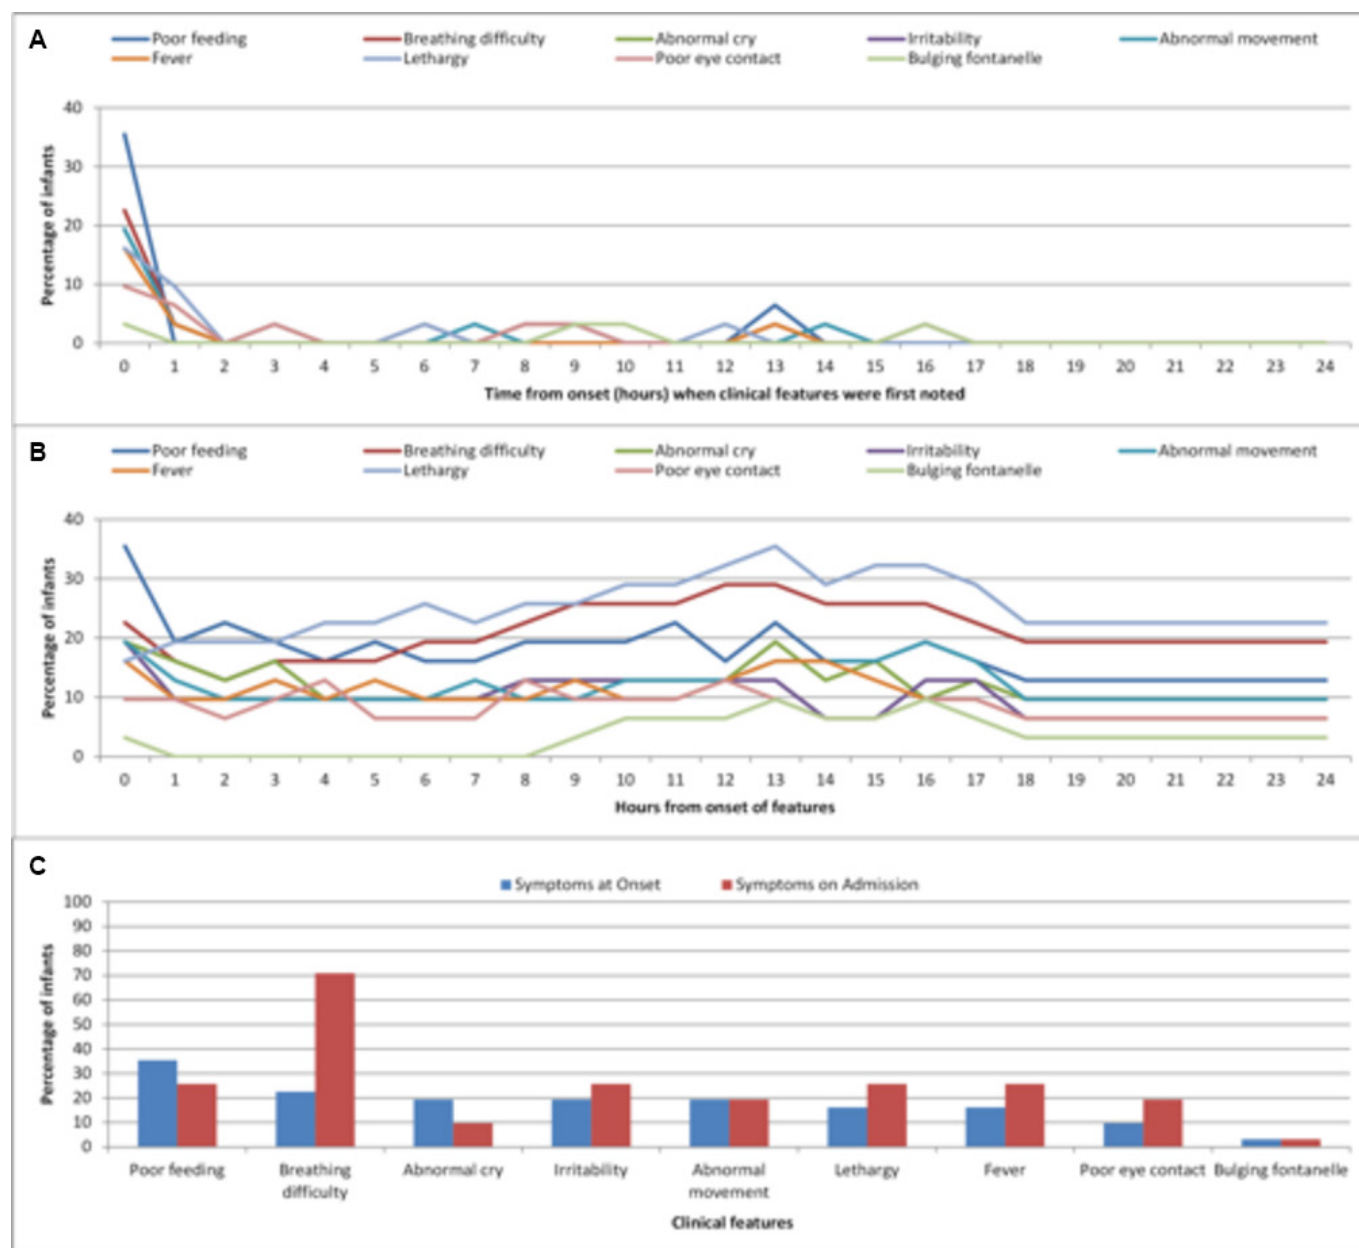 A
Poor feeding Breathing difficulty Abnormal cry Irritability Abnormal movement
Fever Lethargy Poor eye contact Bulging fontanelle
Percentage of infants
40
30
20
10
0
0 1 2 3 4 5 6 7 8 9 10 11 12 13 14 15 16 17 18 19 20 21 22 23 24
Time from onset (hours) when clinical features were first noted
B
Poor feeding Breathing difficulty Abnormal cry Irritability Abnormal movement
Fever Lethargy Poor eye contact Bulging fontanelle
Percentage of infants
40
30
20
10
0
0 1 2 3 4 5 6 7 8 9 10 11 12 13 14 15 16 17 18 19 20 21 22 23 24
Hours from onset of features
C
Symptoms at Onset Symptoms on Admission
Percentage of infants
100
90
80
70
60
50
40
30
20
10
0
Poor feeding Breathing difficulty Abnormal cry Irritability Abnormal movement Lethargy Fever Poor eye contact Bulging fontanelle
Clinical features